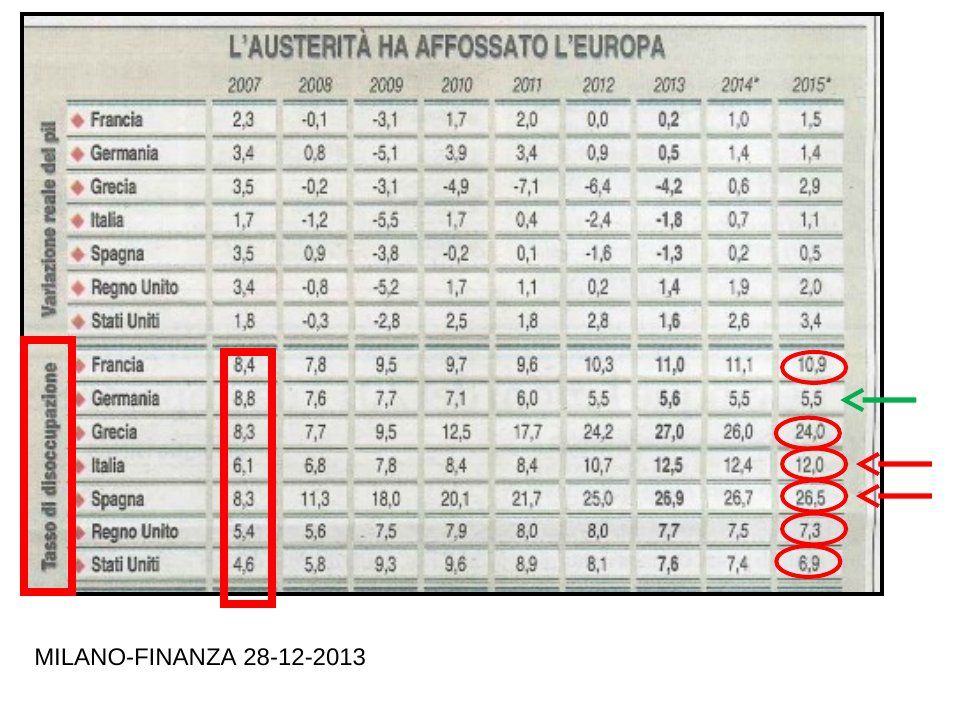 L'AUSTERITÀ HA AFFOSSATO L'EUROPA
2007 2008 2009 2010 2011 2012 2013 2014* 2015*
Variazione reale del pil
Francia 2,3 -0,1 -3,1 1,7 2,0 0,0 0,2 1,0 1,5
Germania 3,4 0,8 -5,1 3,9 3,4 0,9 0,5 1,4 1,4
Grecia 3,5 -0,2 -3,1 -4,9 -7,1 -6,4 -4,2 0,6 2,9
Italia 1,7 -1,2 -5,5 1,7 0,4 -2,4 -1,8 0,7 1,1
Spagna 3,5 0,9 -3,8 -0,2 0,1 -1,6 -1,3 0,2 0,5
Regno Unito 3,4 -0,8 -5,2 1,7 1,1 0,2 1,4 1,9 2,0
Stati Uniti 1,8 -0,3 -2,8 2,5 1,8 2,8 1,6 2,6 3,4
Tasso di disoccupazione
Francia 8,4 7,8 9,5 9,7 9,6 10,3 11,0 11,1 10,9
Germania 8,8 7,6 7,7 7,1 6,0 5,5 5,6 5,5 5,5
Grecia 8,3 7,7 9,5 12,5 17,7 24,2 27,0 26,0 24,0
Italia 6,1 6,8 7,8 8,4 8,4 10,7 12,5 12,4 12,0
Spagna 8,3 11,3 18,0 20,1 21,7 25,0 26,9 26,7 26,5
Regno Unito 5,4 5,6 7,5 7,9 8,0 8,0 7,7 7,5 7,3
Stati Uniti 4,6 5,8 9,3 9,6 8,9 8,1 7,6 7,4 6,9
MILANO-FINANZA 28-12-2013